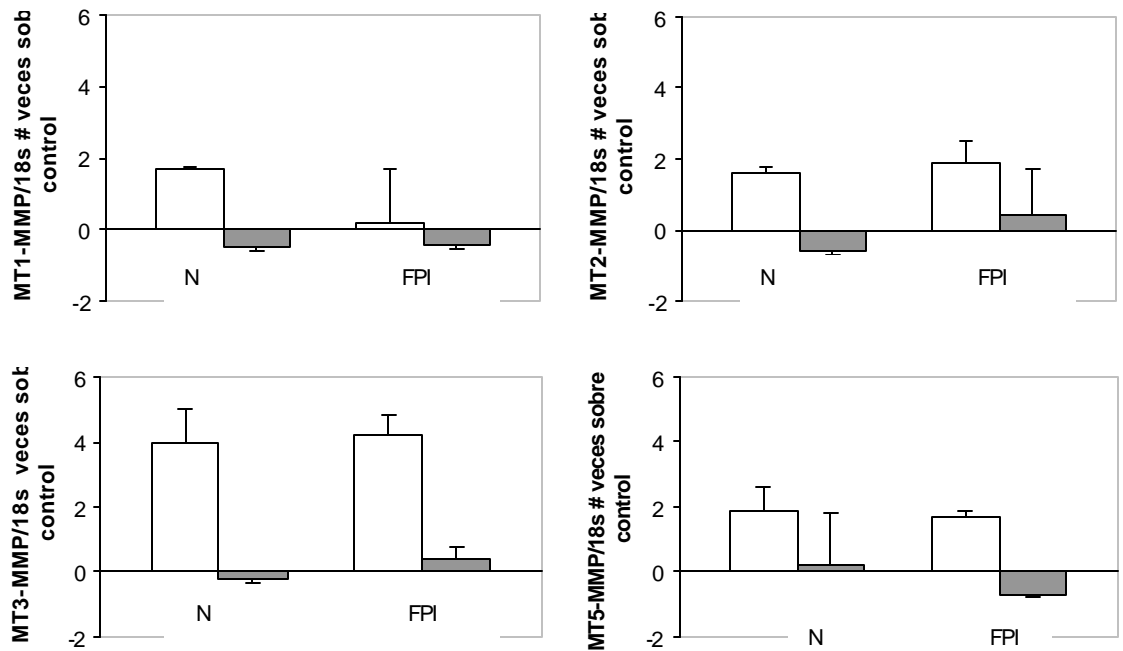 MT1-MMP/18s # veces sob
control
6
4
2
0
-2
N FPI
MT2-MMP/18s # veces sob
control
6
4
2
0
-2
N FPI
MT3-MMP/18s veces sob
control
6
4
2
0
-2
N FPI
MT5-MMP/18s # veces sobre
control
6
4
2
0
-2
N FPI